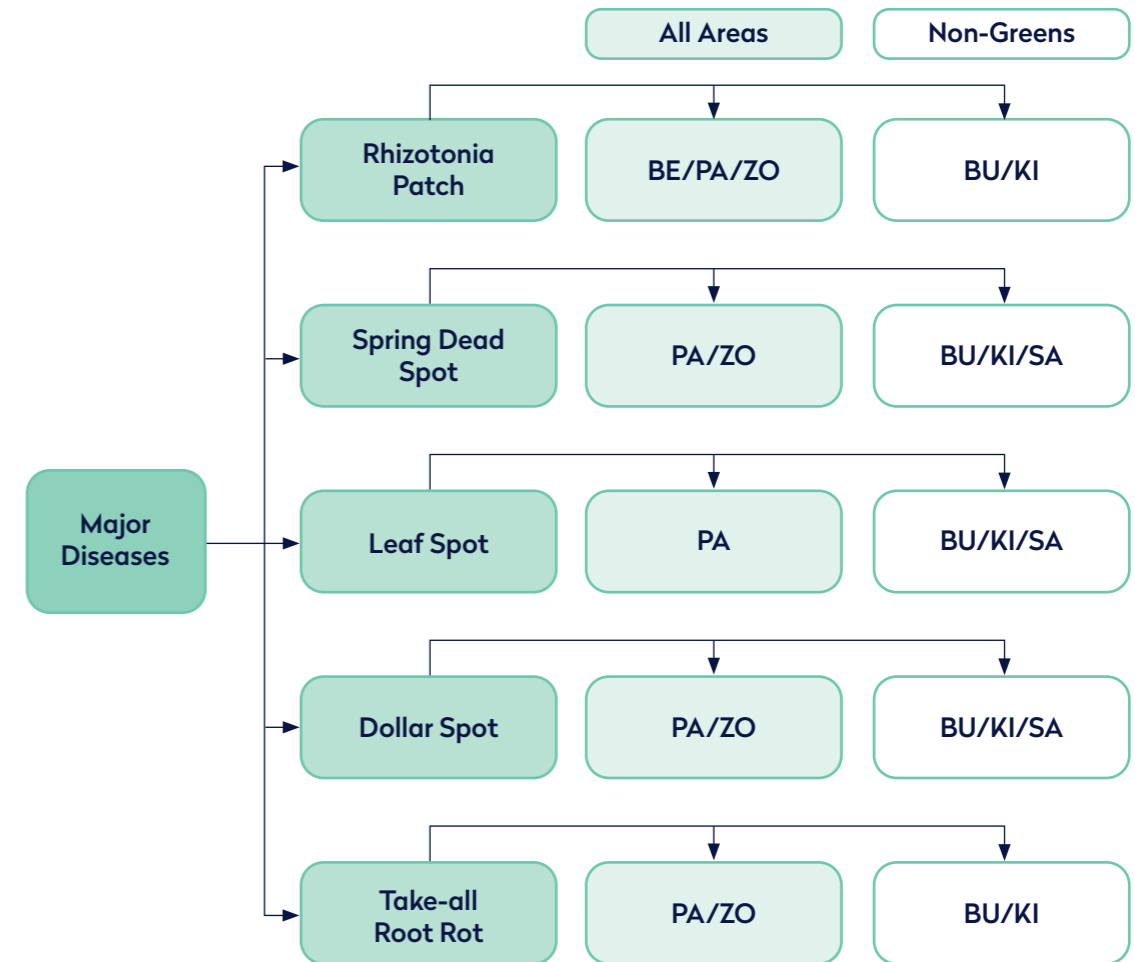 All Areas
Non-Greens
Rhizotonia
Patch
BE/PA/ZO
BU/KI
Spring Dead
Spot
PA/ZO
BU/KI/SA
Major
Diseases
Leaf Spot
PA
BU/KI/SA
Dollar Spot
PA/ZO
BU/KI/SA
Take-all
Root Rot
PA/ZO
BU/KI